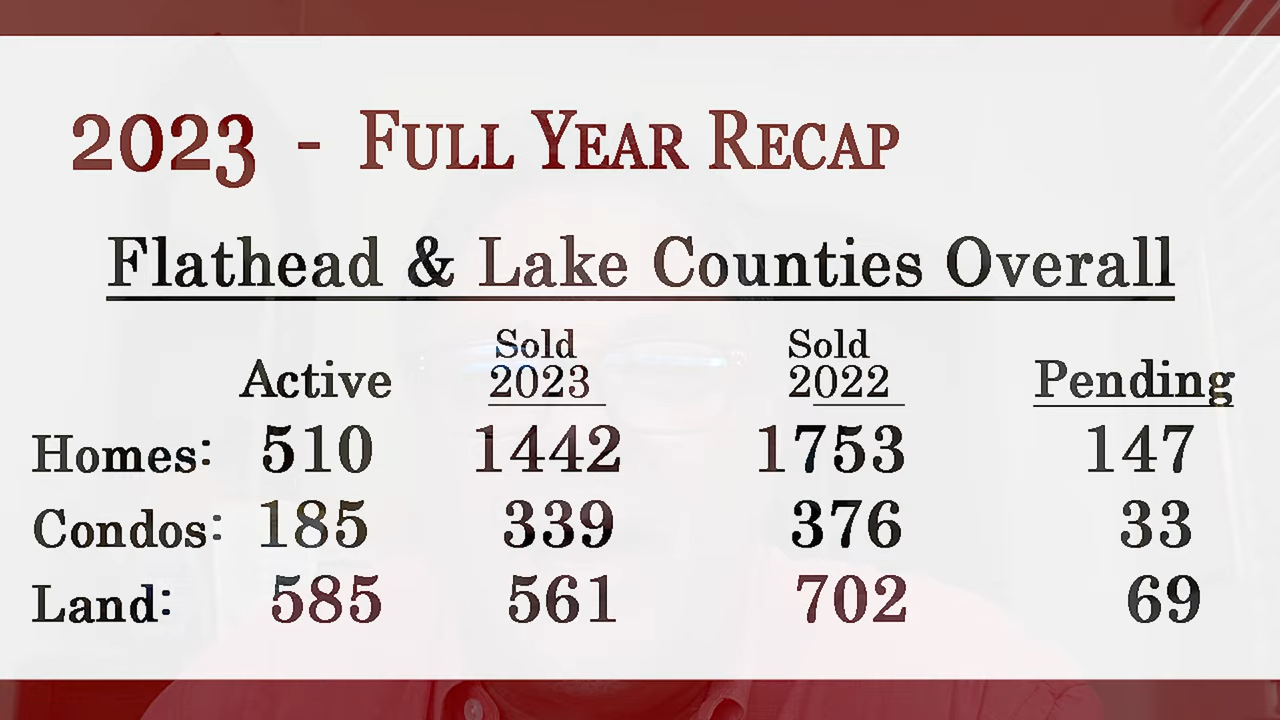 2023 - Full Year Recap
Flathead & Lake Counties Overall
Active Sold 2023 Sold 2022 Pending
Homes: 510 1442 1753 147
Condos: 185 339 376 33
Land: 585 561 702 69